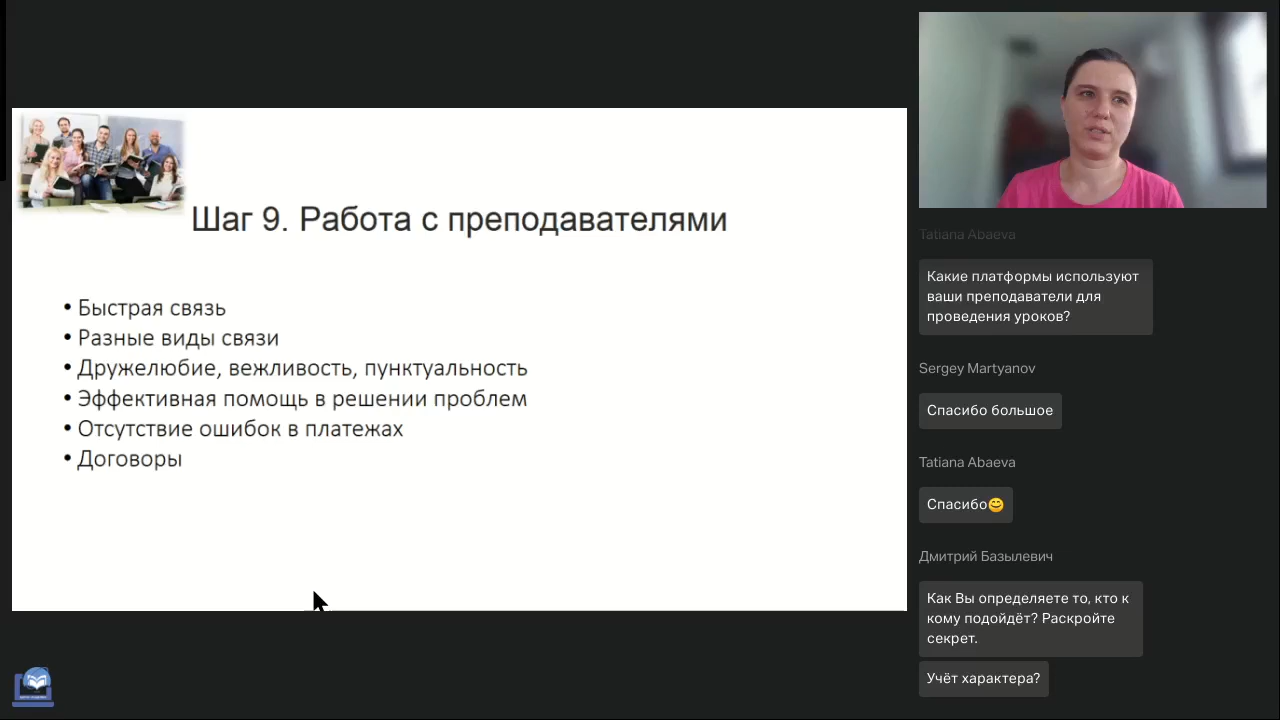 Шаг 9. Работа с преподавателями
• Быстрая связь
• Разные виды связи
• Дружелюбие, вежливость, пунктуальность
• Эффективная помощь в решении проблем
• Отсутствие ошибок в платежах
• Договоры
Tatiana Abaeva
Какие платформы используют
ваши преподаватели для
проведения уроков?
Sergey Martyanov
Спасибо большое
Tatiana Abaeva
Спасибо😊
Дмитрий Базылевич
Как Вы определяете то, кто к
кому подойдёт? Раскройте
секрет.
Учёт характера?